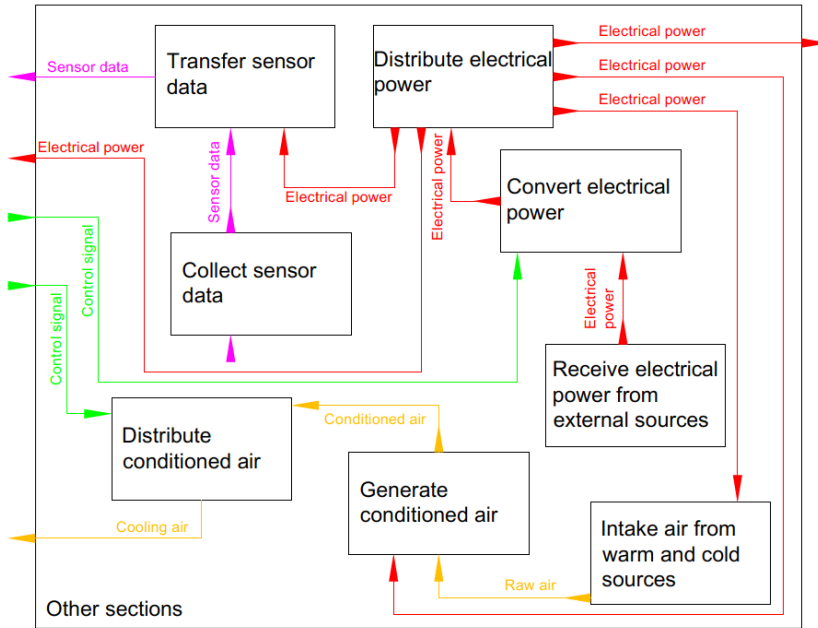 Electrical power
Transfer sensor
data
Distribute electrical
power
Sensor data
Electrical power
Electrical power
Electrical power
Sensor data
Electrical power
Electrical power
Convert electrical
power
Control signal
Control signal
Collect sensor
data
Electrical
power
Receive electrical
power from
external sources
Distribute
conditioned air
Conditioned air
Generate
conditioned air
Intake air from
warm and cold
sources
Cooling air
Raw air
Other sections